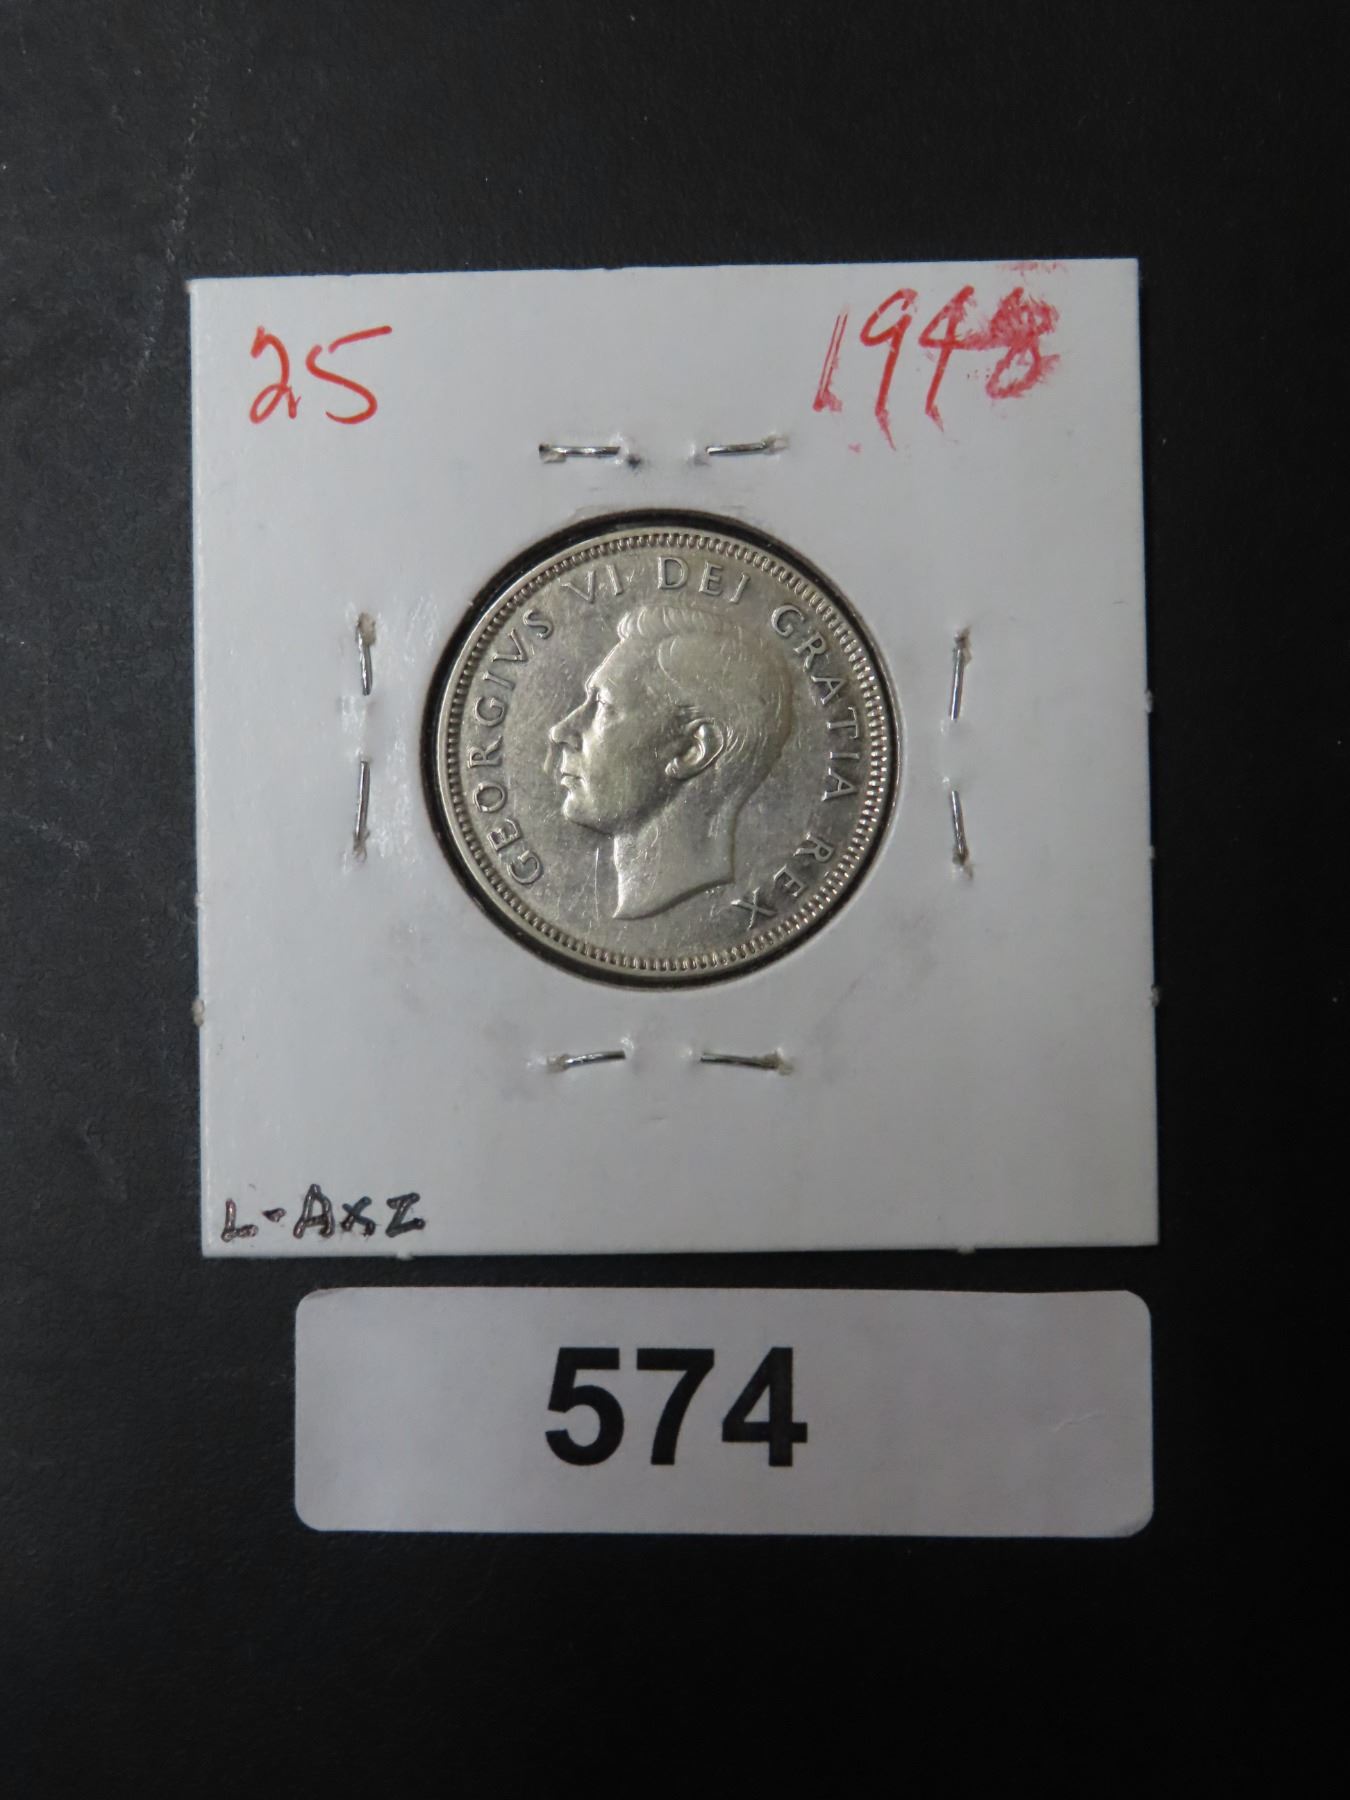 25
1948
GEORGIVS VI DEI GRATIA REX
L-AXZ
574